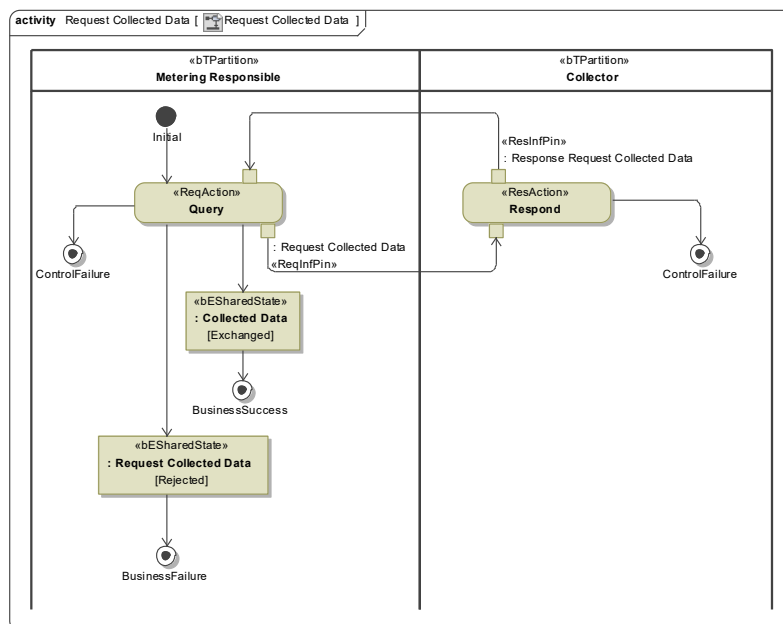 activity Request Collected Data [ Request Collected Data ]
«bTPartition»
Metering Responsible
«bTPartition»
Collector
Initial
«ResInfPin»
: Response Request Collected Data
«ReqAction»
Query
«ResAction»
Respond
: Request Collected Data
«ReqInfPin»
ControlFailure
ControlFailure
«bESharedState»
: Collected Data
[Exchanged]
BusinessSuccess
«bESharedState»
: Request Collected Data
[Rejected]
BusinessFailure